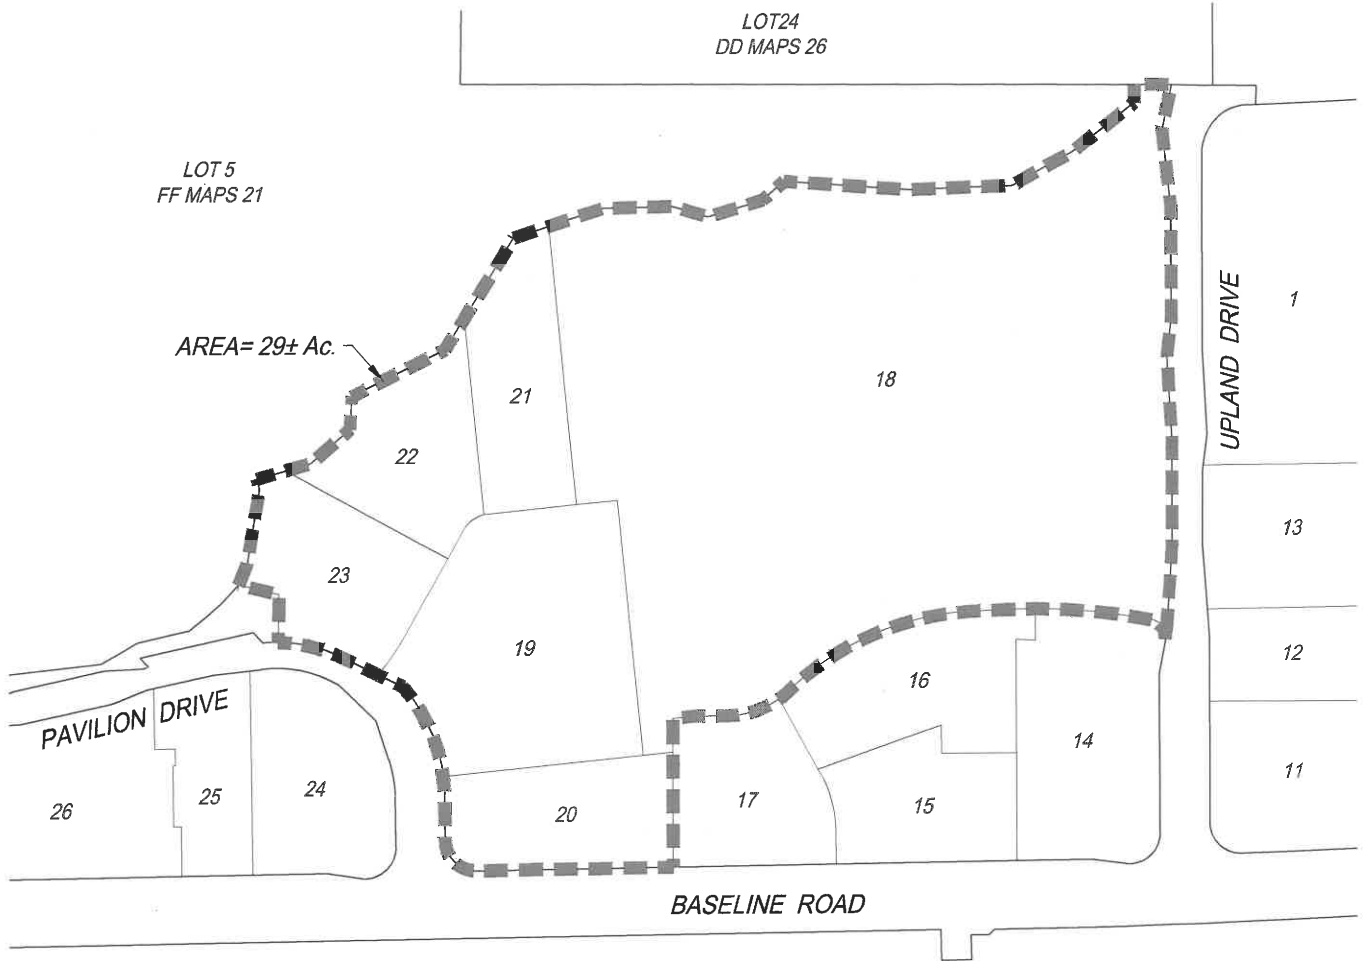 LOT24
DD MAPS 26
LOT 5
FF MAPS 21
AREA= 29± Ac.
UPLAND DRIVE
1
18
21
22
13
23
19
12
16
14
PAVILION DRIVE
11
17
15
20
24
25
26
BASELINE ROAD